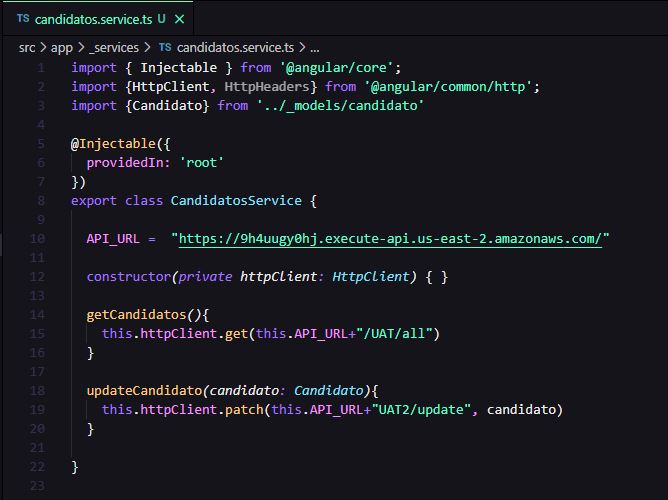 TS candidatos.service.ts U ×
src > app > _services > TS candidatos.service.ts > ...
1 import { Injectable } from '@angular/core';
2 import {HttpClient, HttpHeaders} from '@angular/common/http';
3 import {Candidato} from '../_models/candidato'
4
5 @Injectable({
6   providedIn: 'root'
7 })
8 export class CandidatosService {
9
10   API_URL =  "https://9h4uugy0hj.execute-api.us-east-2.amazonaws.com/"
11
12   constructor(private httpClient: HttpClient) { }
13
14   getCandidatos(){
15     this.httpClient.get(this.API_URL+"/UAT/all")
16   }
17
18   updateCandidato(candidato: Candidato){
19     this.httpClient.patch(this.API_URL+"UAT2/update", candidato)
20   }
21
22 }
23